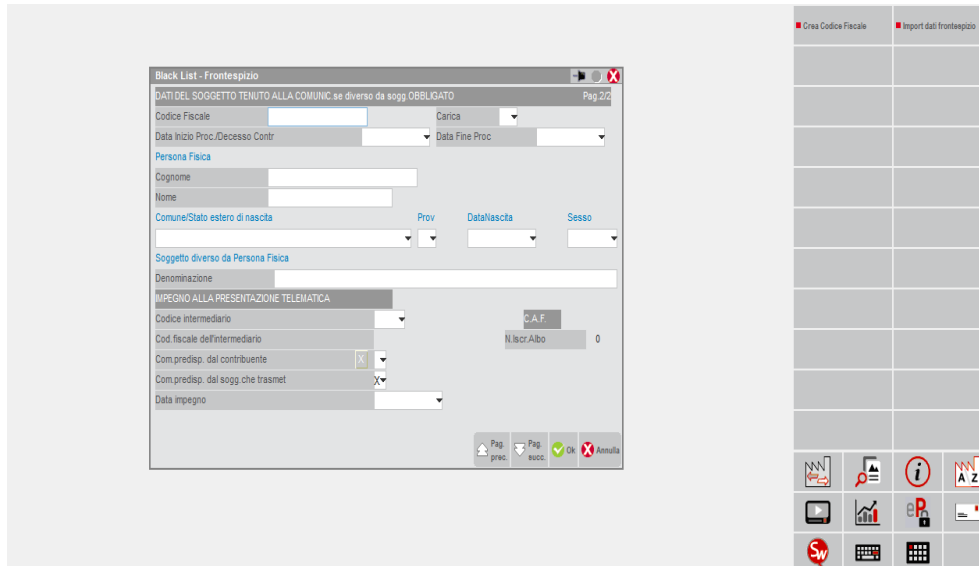 Crea Codice Fiscale Import dati frontespizio
Black List - Frontespizio
DATI DEL SOGGETTO TENUTO ALLA COMUNIC.se diverso da sogg.OBBLIGATO Pag.2/2
Codice Fiscale Carica
Data Inizio Proc./Decesso Contr Data Fine Proc
Persona Fisica
Cognome
Nome
Comune/Stato estero di nascita Prov DataNascita Sesso
Soggetto diverso da Persona Fisica
Denominazione
IMPEGNO ALLA PRESENTAZIONE TELEMATICA
Codice intermediario C.A.F.
Cod.fiscale dell'intermediario N.Iscr.Albo 0
Com.predisp. dal contribuente X
Com.predisp. dal sogg.che trasmet X
Data impegno
Pag. prec. Pag. succ. Ok Annulla
i A Z
eP
Sw